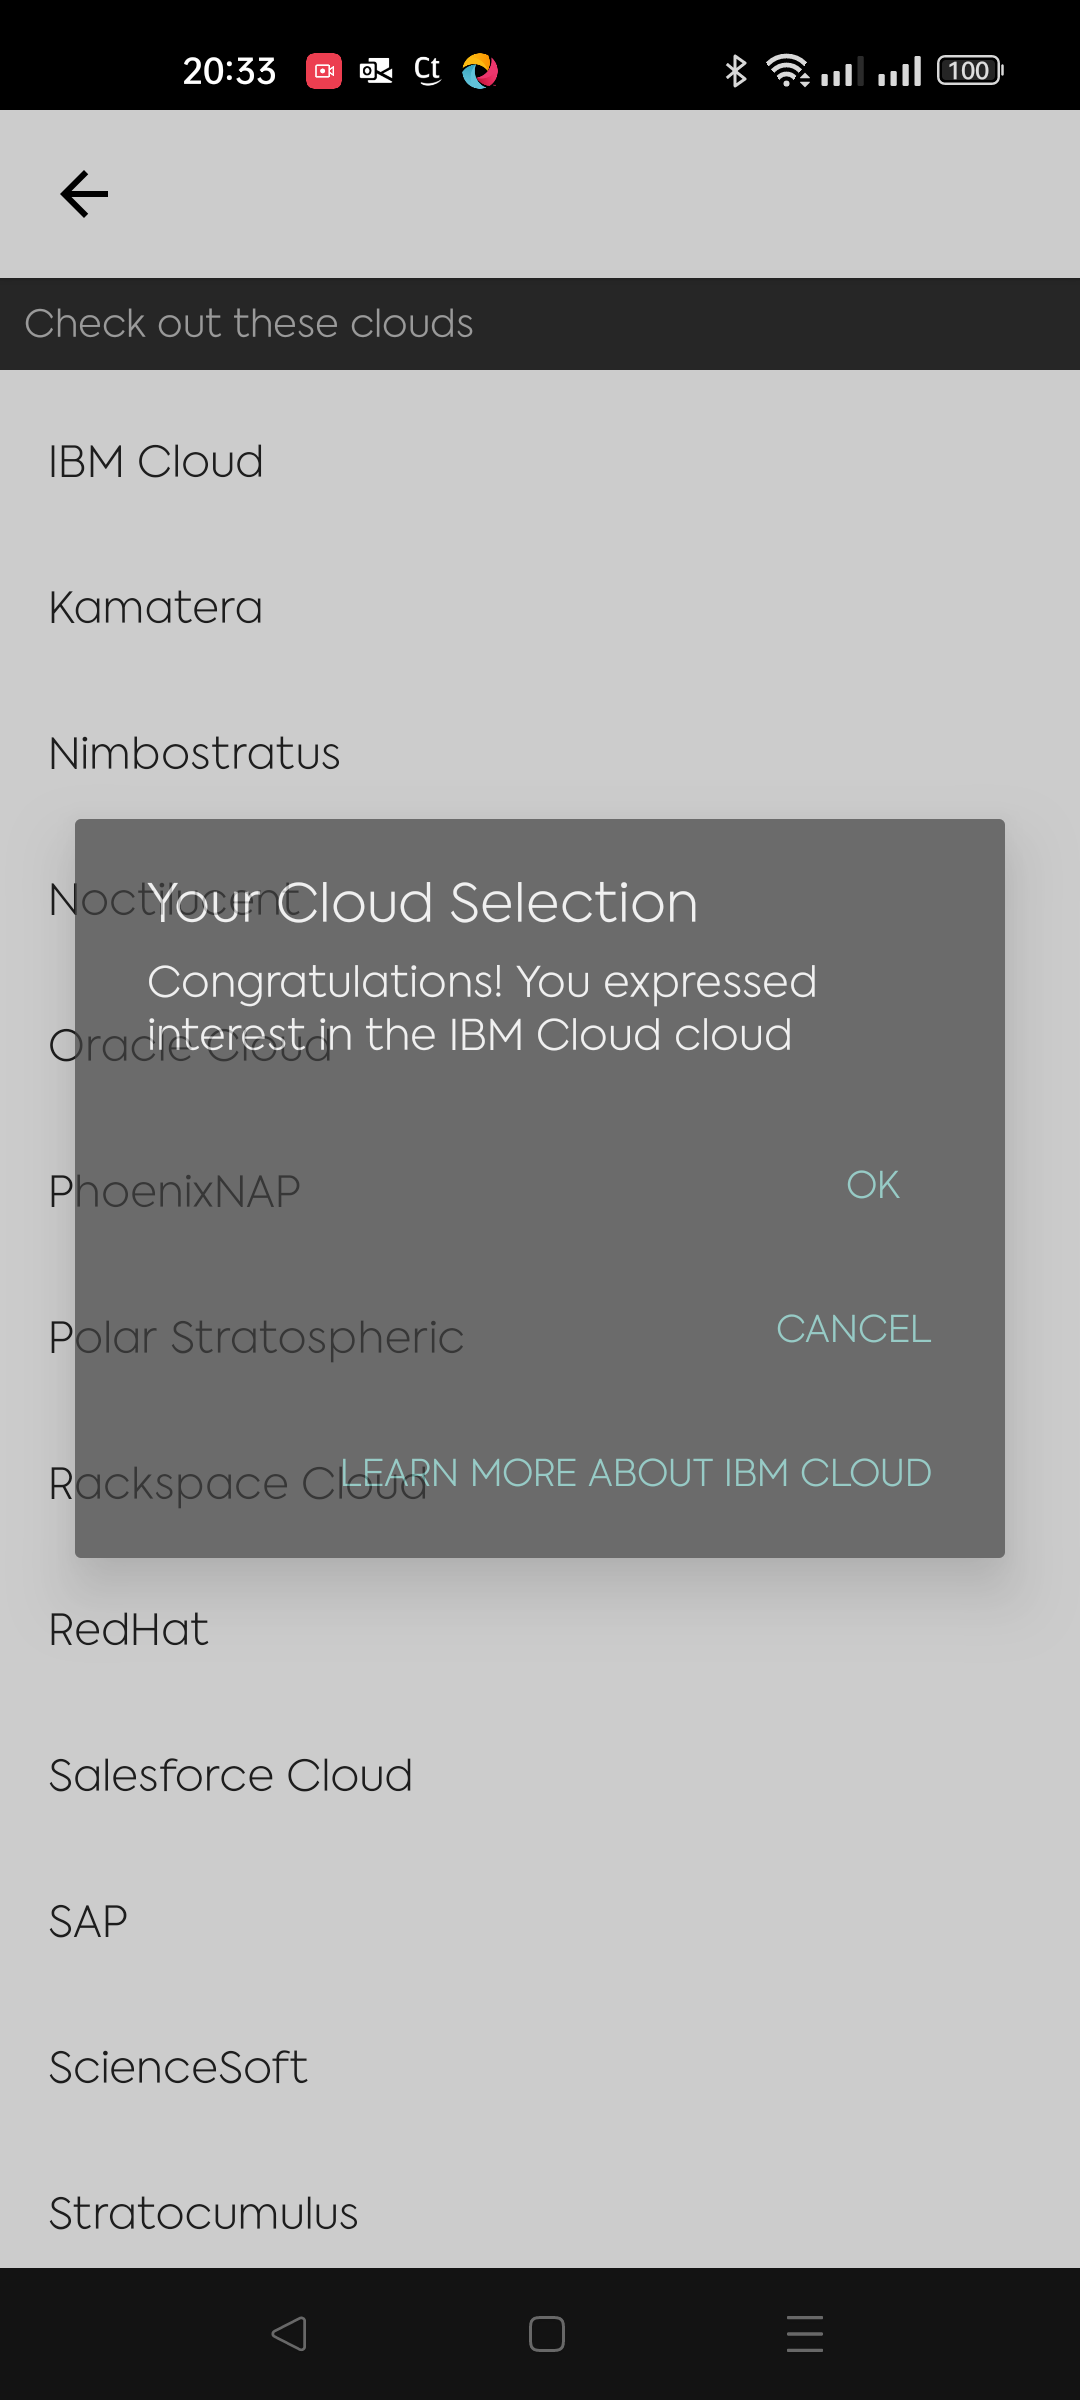 20:33
Ct
100
Check out these clouds
IBM Cloud
Kamatera
Nimbostratus
Noctilucent
Your Cloud Selection
Congratulations! You expressed
interest in the IBM Cloud cloud
Oracle Cloud
PhoenixNAP
OK
Polar Stratospheric
CANCEL
Rackspace Cloud
LEARN MORE ABOUT IBM CLOUD
RedHat
Salesforce Cloud
SAP
ScienceSoft
Stratocumulus